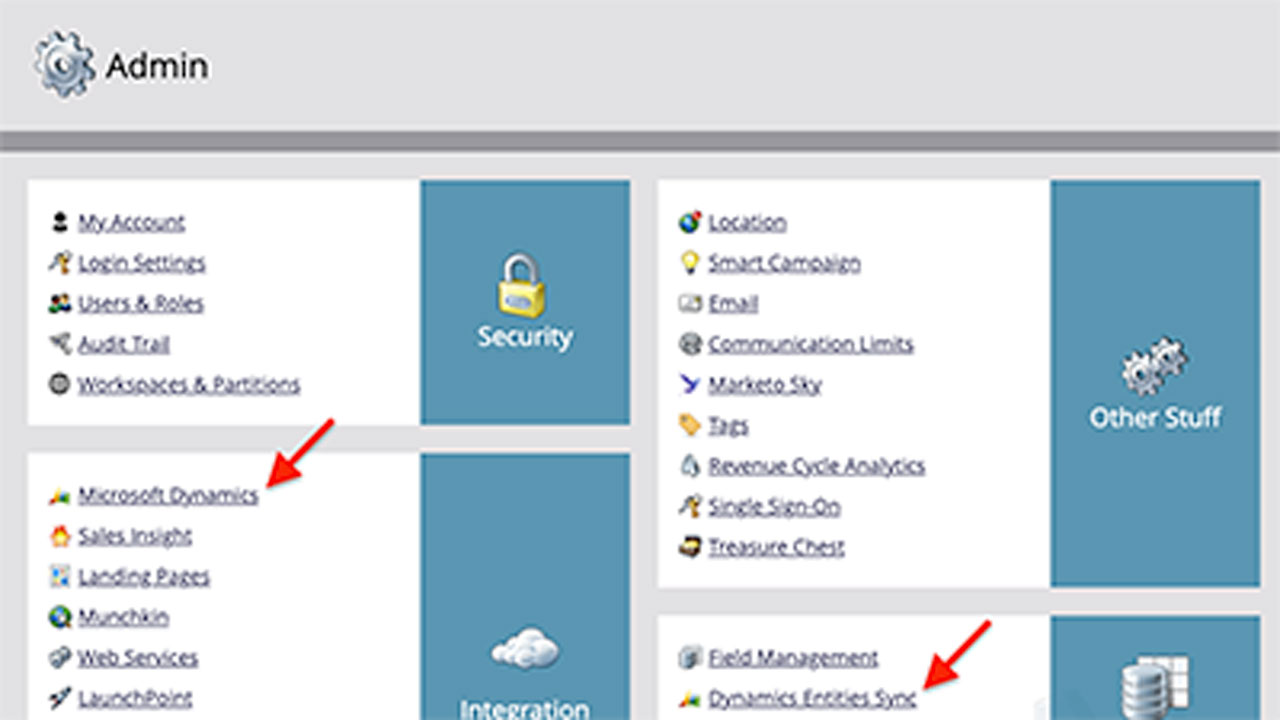 Admin
My Account
Login Settings
Users & Roles
Audit Trail
Workspaces & Partitions
Security
Microsoft Dynamics
Sales Insight
Landing Pages
Munchkin
Web Services
LaunchPoint
Integration
Location
Smart Campaign
Email
Communication Limits
Marketo Sky
Tags
Revenue Cycle Analytics
Single Sign-On
Treasure Chest
Other Stuff
Field Management
Dynamics Entities Sync